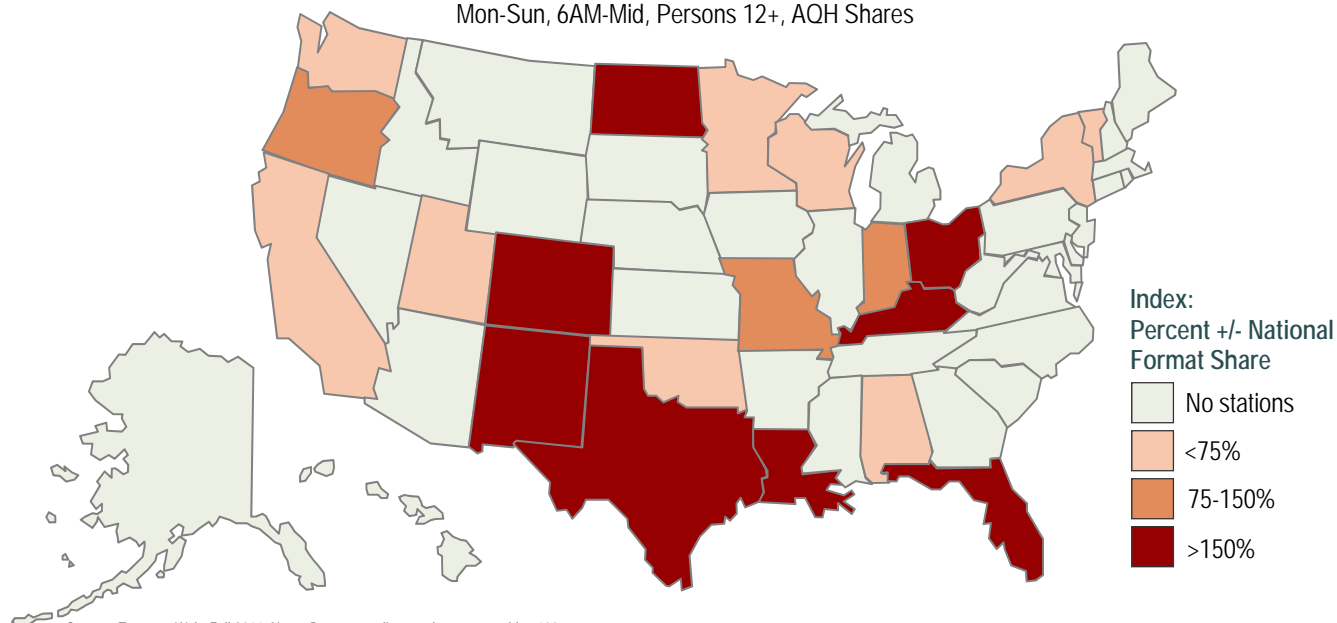 Mon-Sun, 6AM-Mid, Persons 12+, AQH Shares
Index:
Percent +/- National
Format Share
No stations
<75%
75-150%
>150%